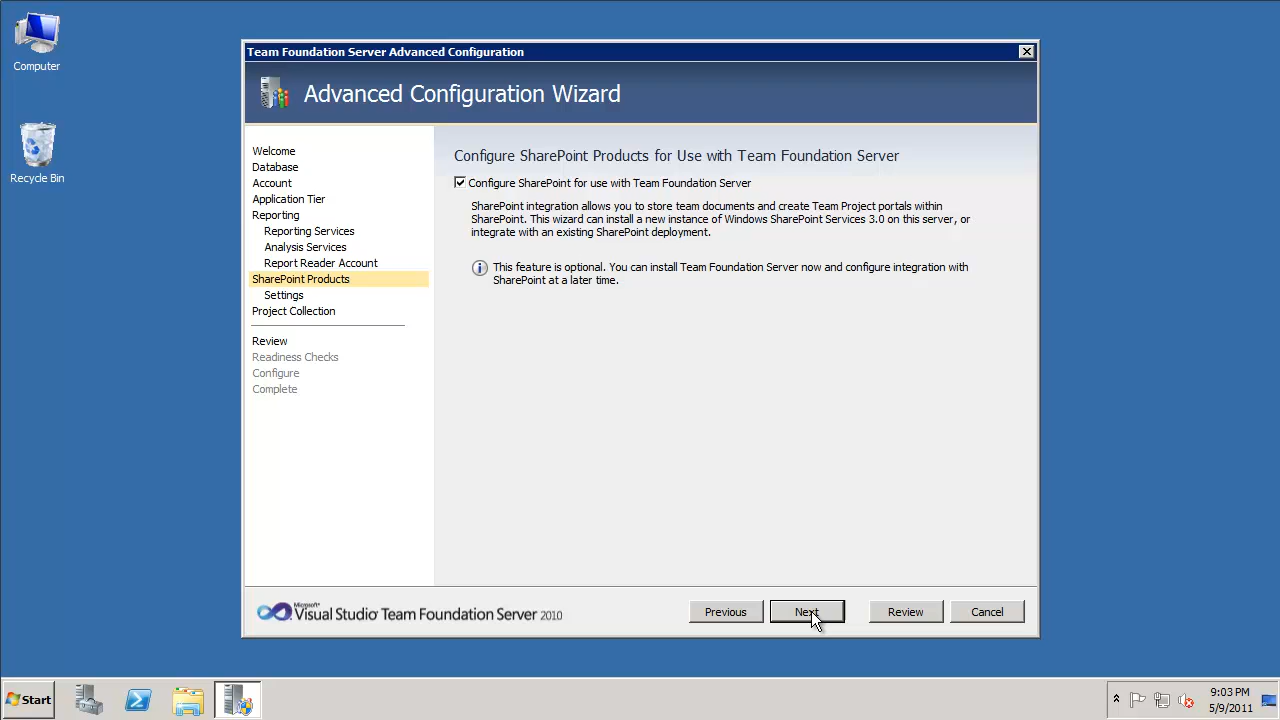 Computer
Recycle Bin
Team Foundation Server Advanced Configuration
Advanced Configuration Wizard
Welcome
Database
Account
Application Tier
Reporting
Reporting Services
Analysis Services
Report Reader Account
SharePoint Products
Settings
Project Collection
Review
Readiness Checks
Configure
Complete
Configure SharePoint Products for Use with Team Foundation Server
Configure SharePoint for use with Team Foundation Server
SharePoint integration allows you to store team documents and create Team Project portals within
SharePoint. This wizard can install a new instance of Windows SharePoint Services 3.0 on this server, or
integrate with an existing SharePoint deployment.
This feature is optional. You can install Team Foundation Server now and configure integration with
SharePoint at a later time.
Microsoft®
Visual Studio® Team Foundation Server 2010
Previous
Next
Review
Cancel
Start
9:03 PM
5/9/2011